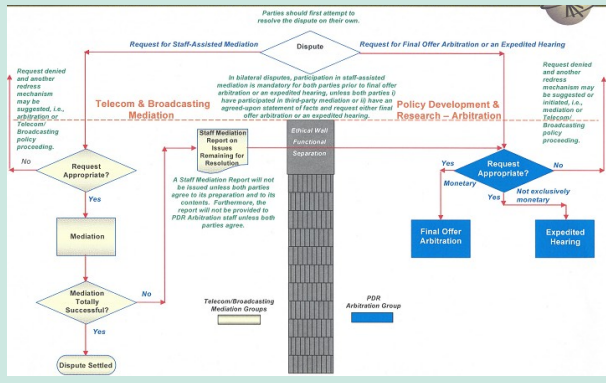 Parties should first attempt to
resolve the dispute on their own.
Request for Staff-Assisted Mediation
Dispute
Request for Final Offer Arbitration or an Expedited Hearing
Request denied
and another
redress
mechanism
may be
suggested, i.e.,
arbitration or
Telecom/
Broadcasting
policy
proceeding.
Telecom & Broadcasting
Mediation
In bilateral disputes, participation in staff-assisted
mediation is mandatory for both parties prior to final offer
arbitration or an expedited hearing, unless both parties i)
have participated in third-party mediation or ii) have an
agreed-upon statement of facts and request either final
offer arbitration or an expedited hearing.
Policy Development &
Research – Arbitration
Request denied
and another
redress
mechanism may
be suggested or
initiated, i.e.,
mediation or
Telecom/
Broadcasting
policy
proceeding.
Staff Mediation
Report on
Issues
Remaining for
Resolution
Ethical Wall
Functional
Separation
No
Request
Appropriate?
Yes
A Staff Mediation Report will
not be issued unless both parties
agree to its preparation and to its
contents. Furthermore, the
report will not be provided to
PDR Arbitration staff unless both
parties agree.
Yes
Monetary
Request
Appropriate?
No
Yes
Not exclusively
monetary
Mediation
Final Offer
Arbitration
Expedited
Hearing
Mediation
Totally
Successful?
No
Yes
Telecom/Broadcasting
Mediation Groups
PDR
Arbitration Group
Dispute Settled